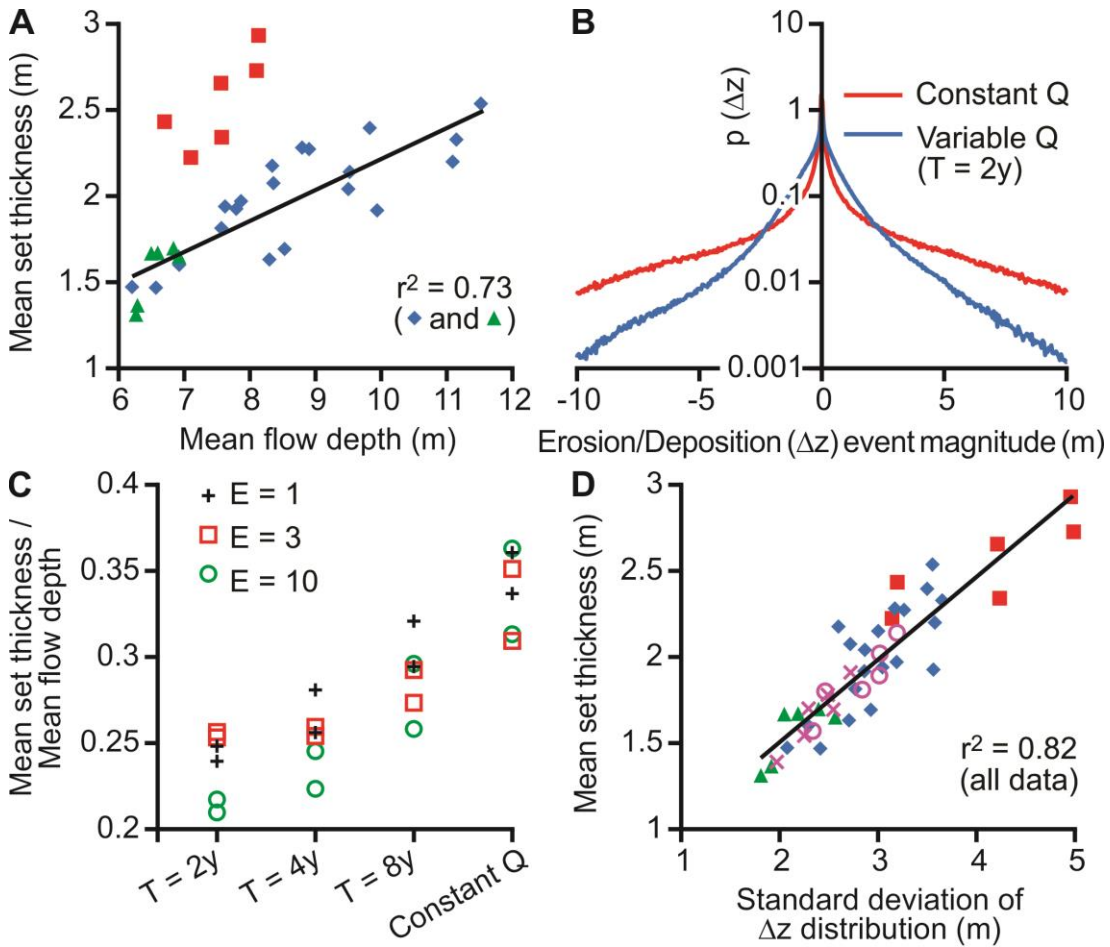 A
Mean set thickness (m)
3
2.5
2
1.5
1
r² = 0.73
(◆ and ▲)
6 7 8 9 10 11 12
Mean flow depth (m)
B
p (Δz)
10
1
0.1
0.01
0.001
Constant Q
Variable Q
(T = 2y)
-10 -5 0 5 10
Erosion/Deposition (Δz) event magnitude (m)
C
Mean set thickness /
Mean flow depth
0.4
0.35
0.3
0.25
0.2
+ E = 1
□ E = 3
○ E = 10
T = 2y
T = 4y
T = 8y
Constant Q
D
Mean set thickness (m)
3
2.5
2
1.5
1
r² = 0.82
(all data)
1 2 3 4 5
Standard deviation of
Δz distribution (m)